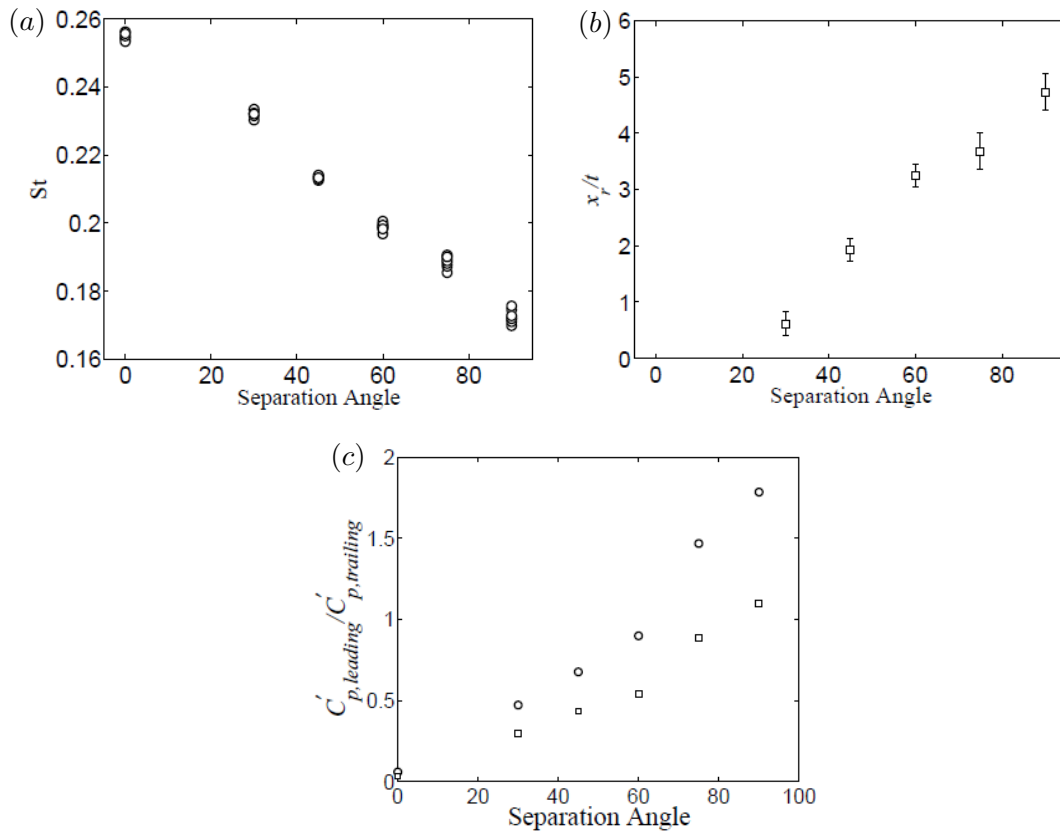 (a)
0.26
0.24
0.22
0.2
0.18
0.16
St
0 20 40 60 80
Separation Angle
(b)
6
5
4
3
2
1
0
x_r/t
0 20 40 60 80
Separation Angle
(c)
2
1.5
1
0.5
0
C'_{p,leading}/C'_{p,trailing}
0 20 40 60 80 100
Separation Angle